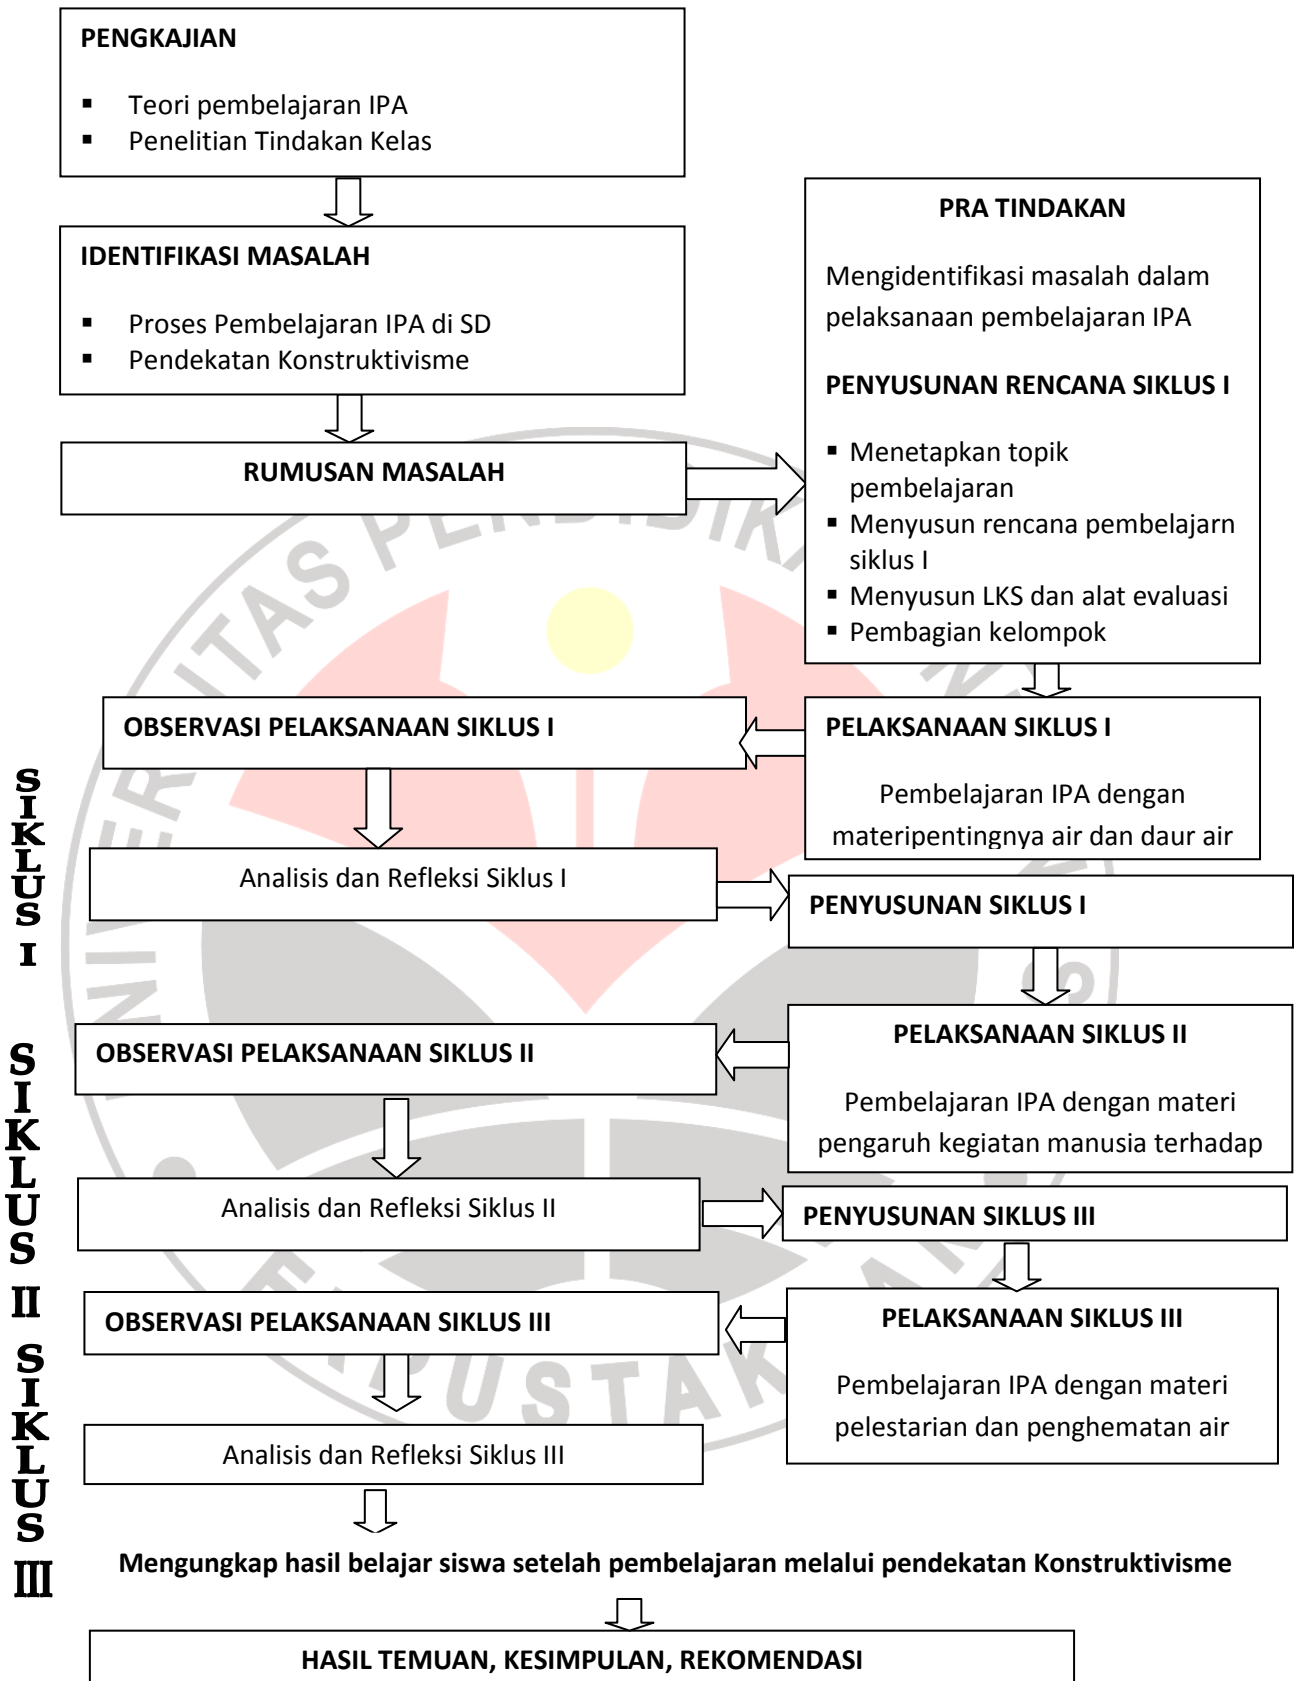 PENGKAJIAN
▪ Teori pembelajaran IPA
▪ Penelitian Tindakan Kelas
IDENTIFIKASI MASALAH
▪ Proses Pembelajaran IPA di SD
▪ Pendekatan Konstruktivisme
RUMUSAN MASALAH
PRA TINDAKAN
Mengidentifikasi masalah dalam
pelaksanaan pembelajaran IPA
PENYUSUNAN RENCANA SIKLUS I
▪ Menetapkan topik
pembelajaran
▪ Menyusun rencana pembelajarn
siklus I
▪ Menyusun LKS dan alat evaluasi
▪ Pembagian kelompok
SIKLUS I
OBSERVASI PELAKSANAAN SIKLUS I
PELAKSANAAN SIKLUS I
Pembelajaran IPA dengan
materipentingnya air dan daur air
Analisis dan Refleksi Siklus I
PENYUSUNAN SIKLUS I
SIKLUS II
OBSERVASI PELAKSANAAN SIKLUS II
PELAKSANAAN SIKLUS II
Pembelajaran IPA dengan materi
pengaruh kegiatan manusia terhadap
Analisis dan Refleksi Siklus II
PENYUSUNAN SIKLUS III
SIKLUS III
OBSERVASI PELAKSANAAN SIKLUS III
PELAKSANAAN SIKLUS III
Pembelajaran IPA dengan materi
pelestarian dan penghematan air
Analisis dan Refleksi Siklus III
Mengungkap hasil belajar siswa setelah pembelajaran melalui pendekatan Konstruktivisme
HASIL TEMUAN, KESIMPULAN, REKOMENDASI